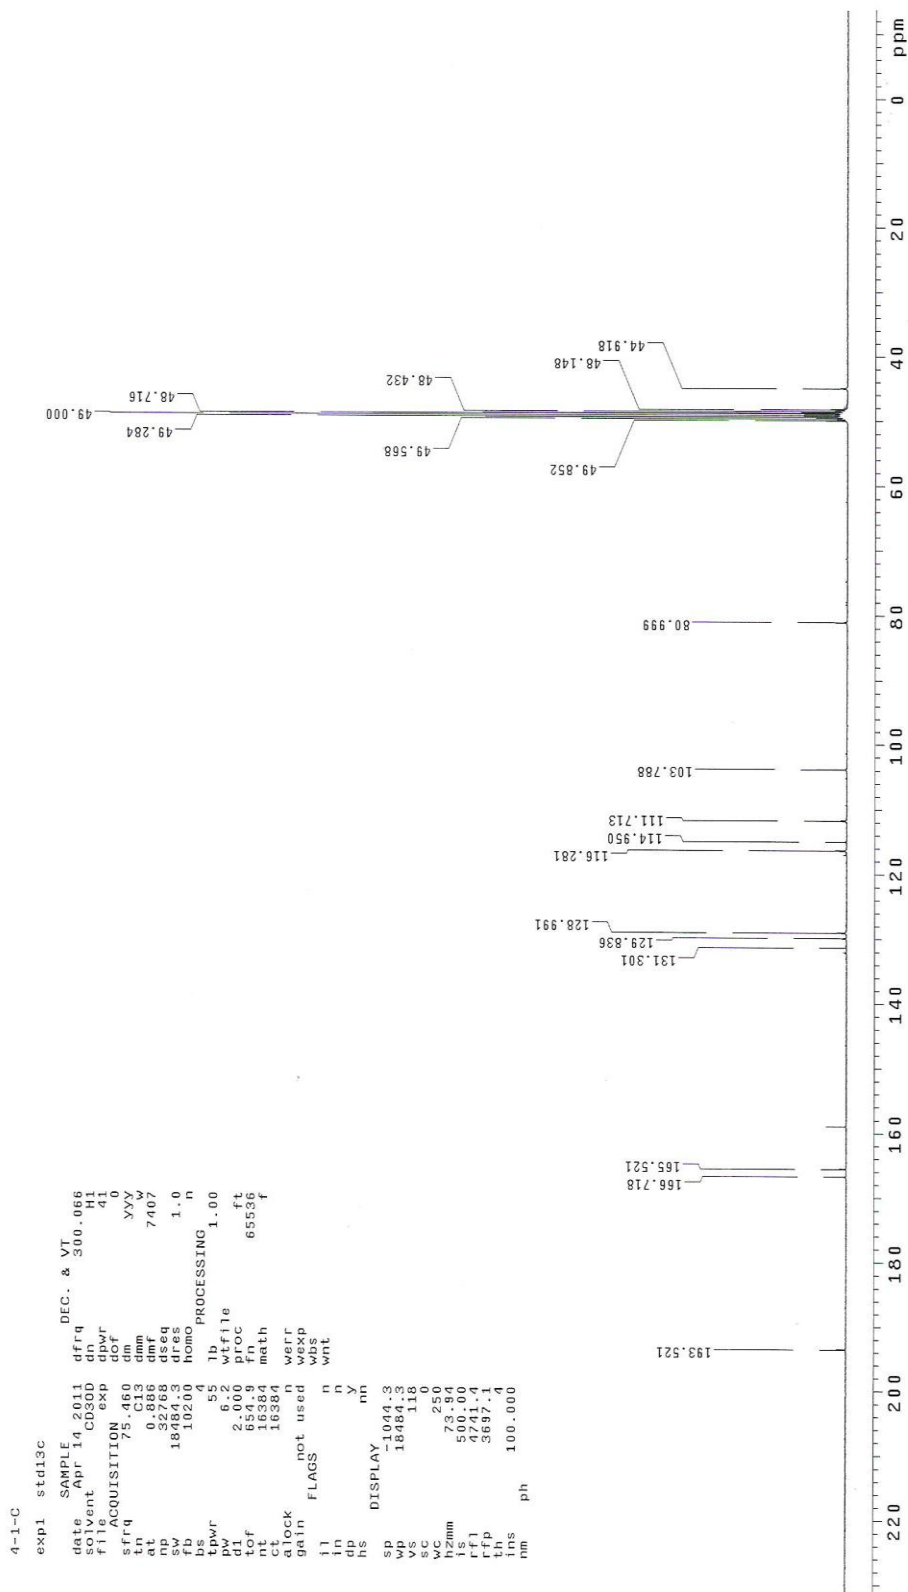 4-1-C
exp1 std13c
SAMPLE DEC. & VT
date Apr 14 2011 dfrq 300.066
solvent CD3OD dn H1
file exp dpwr 41
ACQUISITION dof 0
sfrq 75.460 dm yyy
tn C13 dmm w
at 0.886 dmf 7407
np 32768 dseq
sw 18484.3 dres 1.0
fb 10200 homo n
bs 4 PROCESSING
tpwr 55 lb 1.00
pw 6.2 wtfile
d1 2.000 proc ft
tof 654.9 fn 65536
nt 16384 math f
ct 16384
alock n werr
gain not used wexp
FLAGS wbs
il n wnt
in n
dp y
hs nn
DISPLAY
sp -1044.3
wp 18484.3
vs 118
sc 0
wc 250
hzmm 73.94
is 500.00
rfl 4741.4
rfp 3697.1
th 4
ins 100.000
nm ph
193.521
166.718
165.521
131.301
129.836
128.991
116.281
114.950
111.713
103.788
80.999
49.852
49.568
49.284
49.000
48.716
48.432
48.148
44.918
220 200 180 160 140 120 100 80 60 40 20 0 ppm